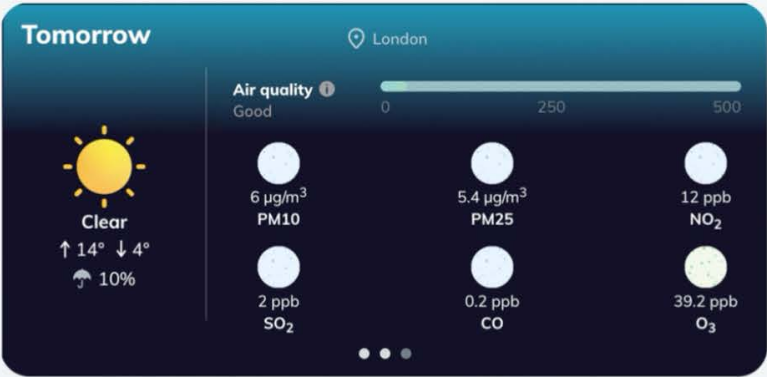 Tomorrow
London
Air quality i
Good
0 250 500
Clear
↑ 14° ↓ 4°
10%
6 µg/m³ 5.4 µg/m³ 12 ppb
PM10 PM25 NO₂
2 ppb 0.2 ppb 39.2 ppb
SO₂ CO O₃